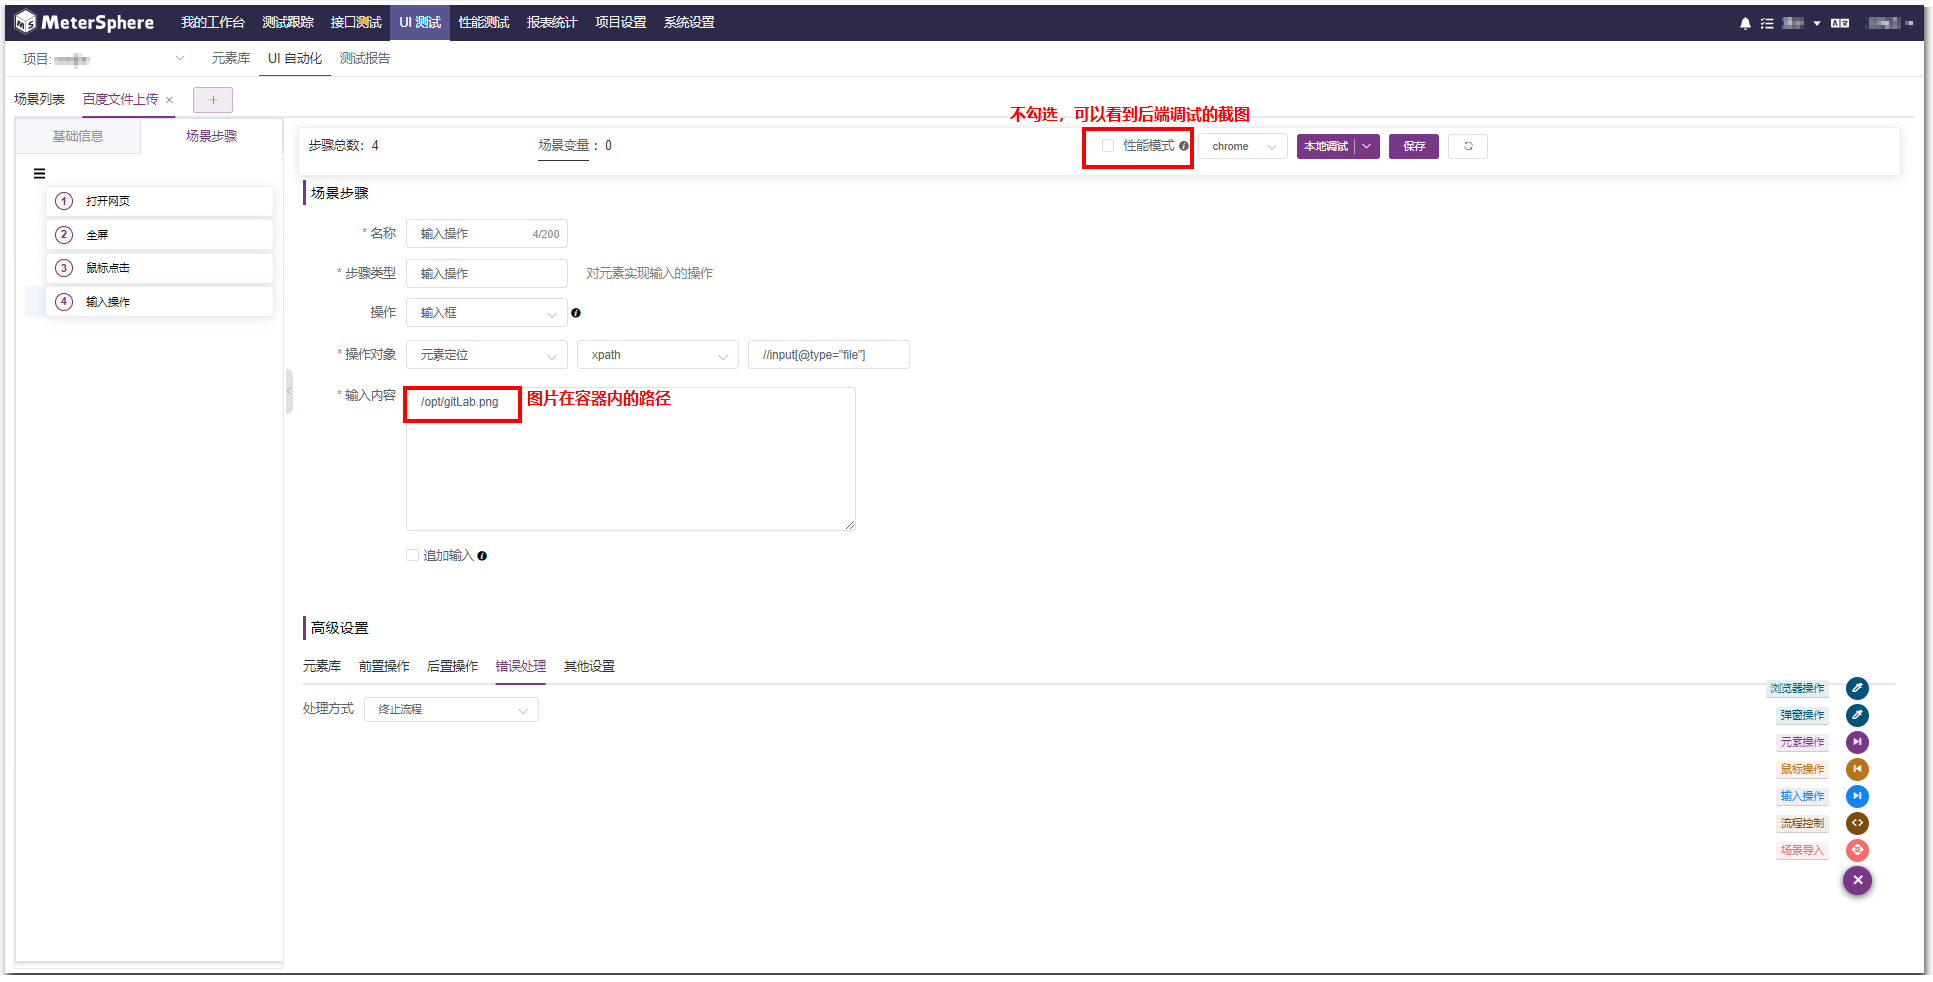 MeterSphere 我的工作台 测试跟踪 接口测试 UI 测试 性能测试 报表统计 项目设置 系统设置
项目: 元素库 UI 自动化 测试报告
场景列表 百度文件上传 × +
不勾选，可以看到后端调试的截图
基础信息 场景步骤
步骤总数: 4 场景变量 : 0 性能模式 chrome 本地调试 保存
场景步骤
1 打开网页
2 全屏
3 鼠标点击
4 输入操作
* 名称 输入操作 4/200
* 步骤类型 输入操作 对元素实现输入的操作
操作 输入框
* 操作对象 元素定位 xpath //input[@type="file"]
* 输入内容 /opt/gitLab.png 图片在容器内的路径
追加输入
高级设置
元素库 前置操作 后置操作 错误处理 其他设置
处理方式 终止流程
浏览器操作
弹窗操作
元素操作
鼠标操作
输入操作
流程控制
场景导入